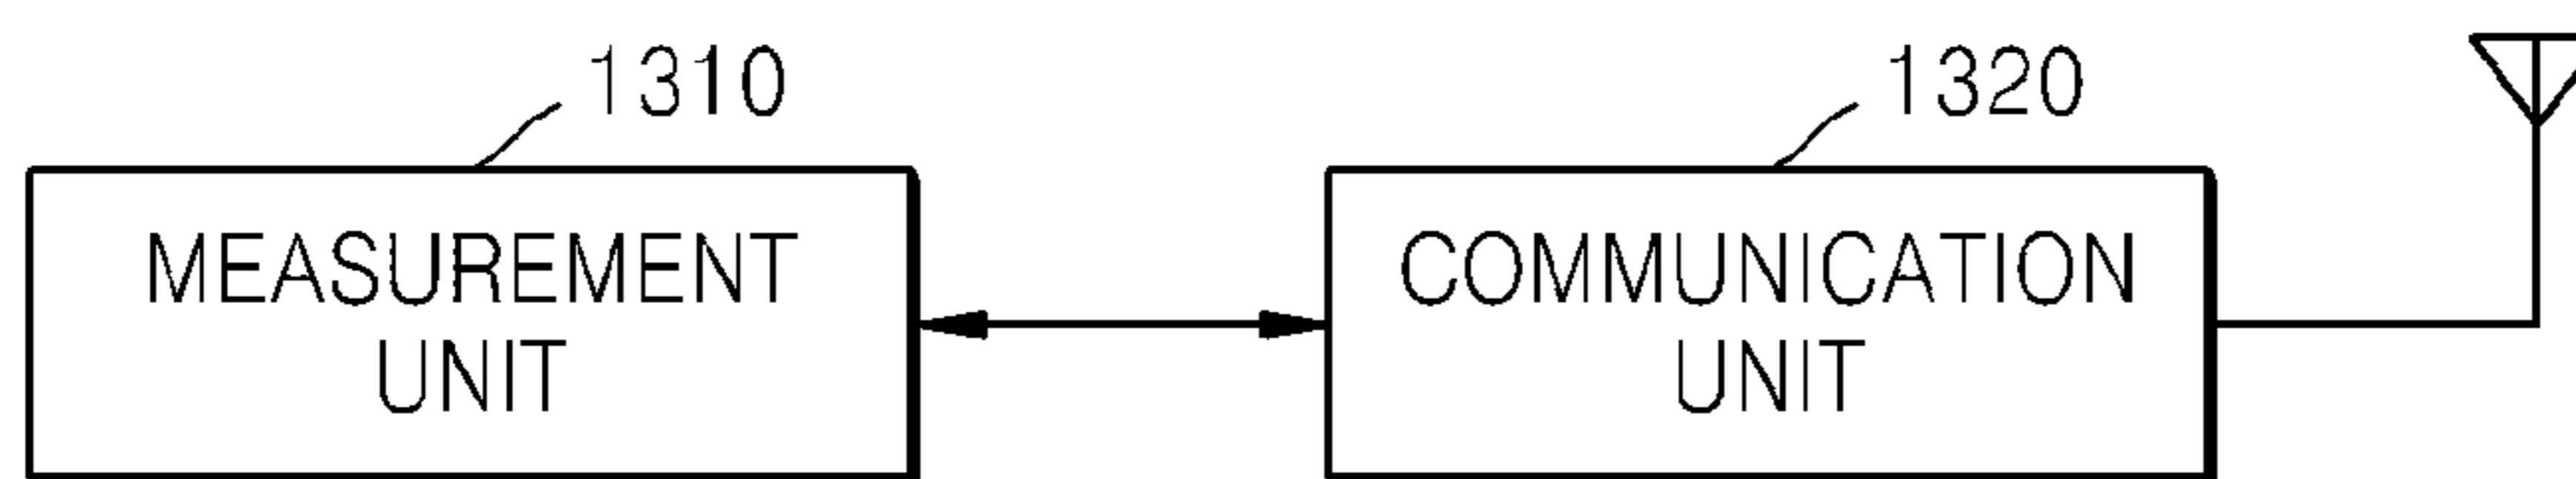 1310
1320
MEASUREMENT
UNIT
COMMUNICATION
UNIT